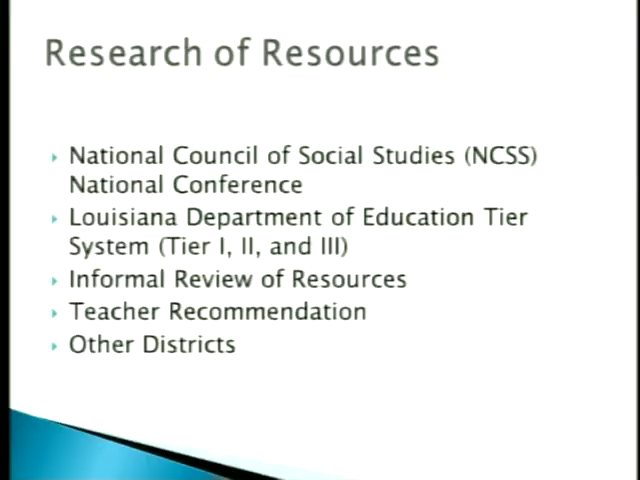 Research of Resources
National Council of Social Studies (NCSS)
National Conference
Louisiana Department of Education Tier
System (Tier I, II, and III)
Informal Review of Resources
Teacher Recommendation
Other Districts